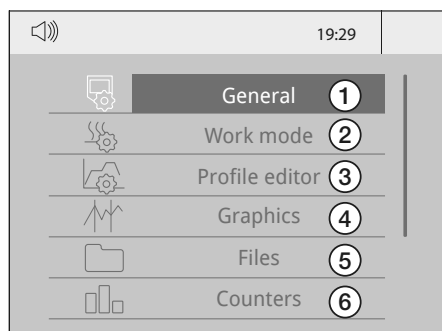 19:29
General 1
Work mode 2
Profile editor 3
Graphics 4
Files 5
Counters 6